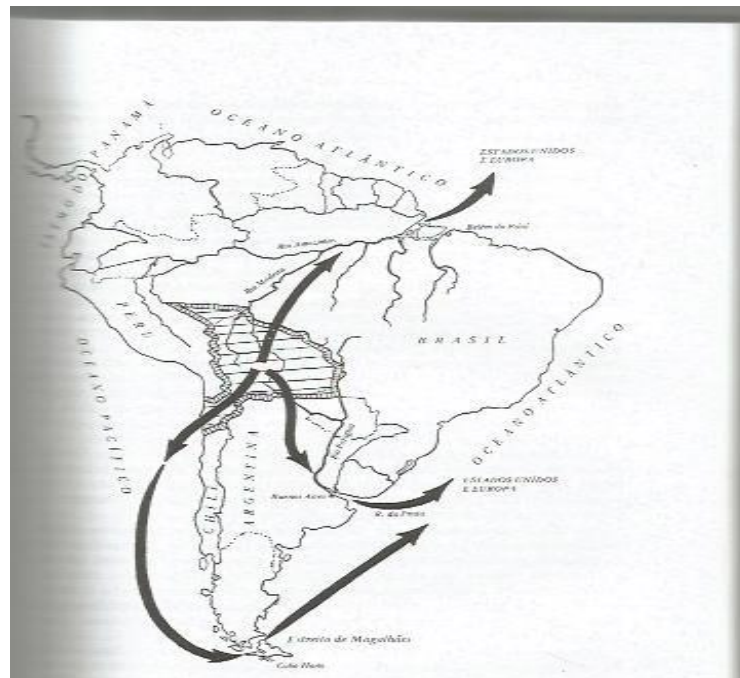 ISTMO DO PANAMÁ
OCEANO ATLÂNTICO
ESTADOS UNIDOS
E EUROPA
Belém do Pará
Rio Amazonas
Rio Madeira
PERU
BRASIL
OCEANO PACÍFICO
OCEANO ATLÂNTICO
CHILE
ARGENTINA
Buenos Aires
R. da Prata
ESTADOS UNIDOS
E EUROPA
Estreito de Magalhães
Cabo Horn